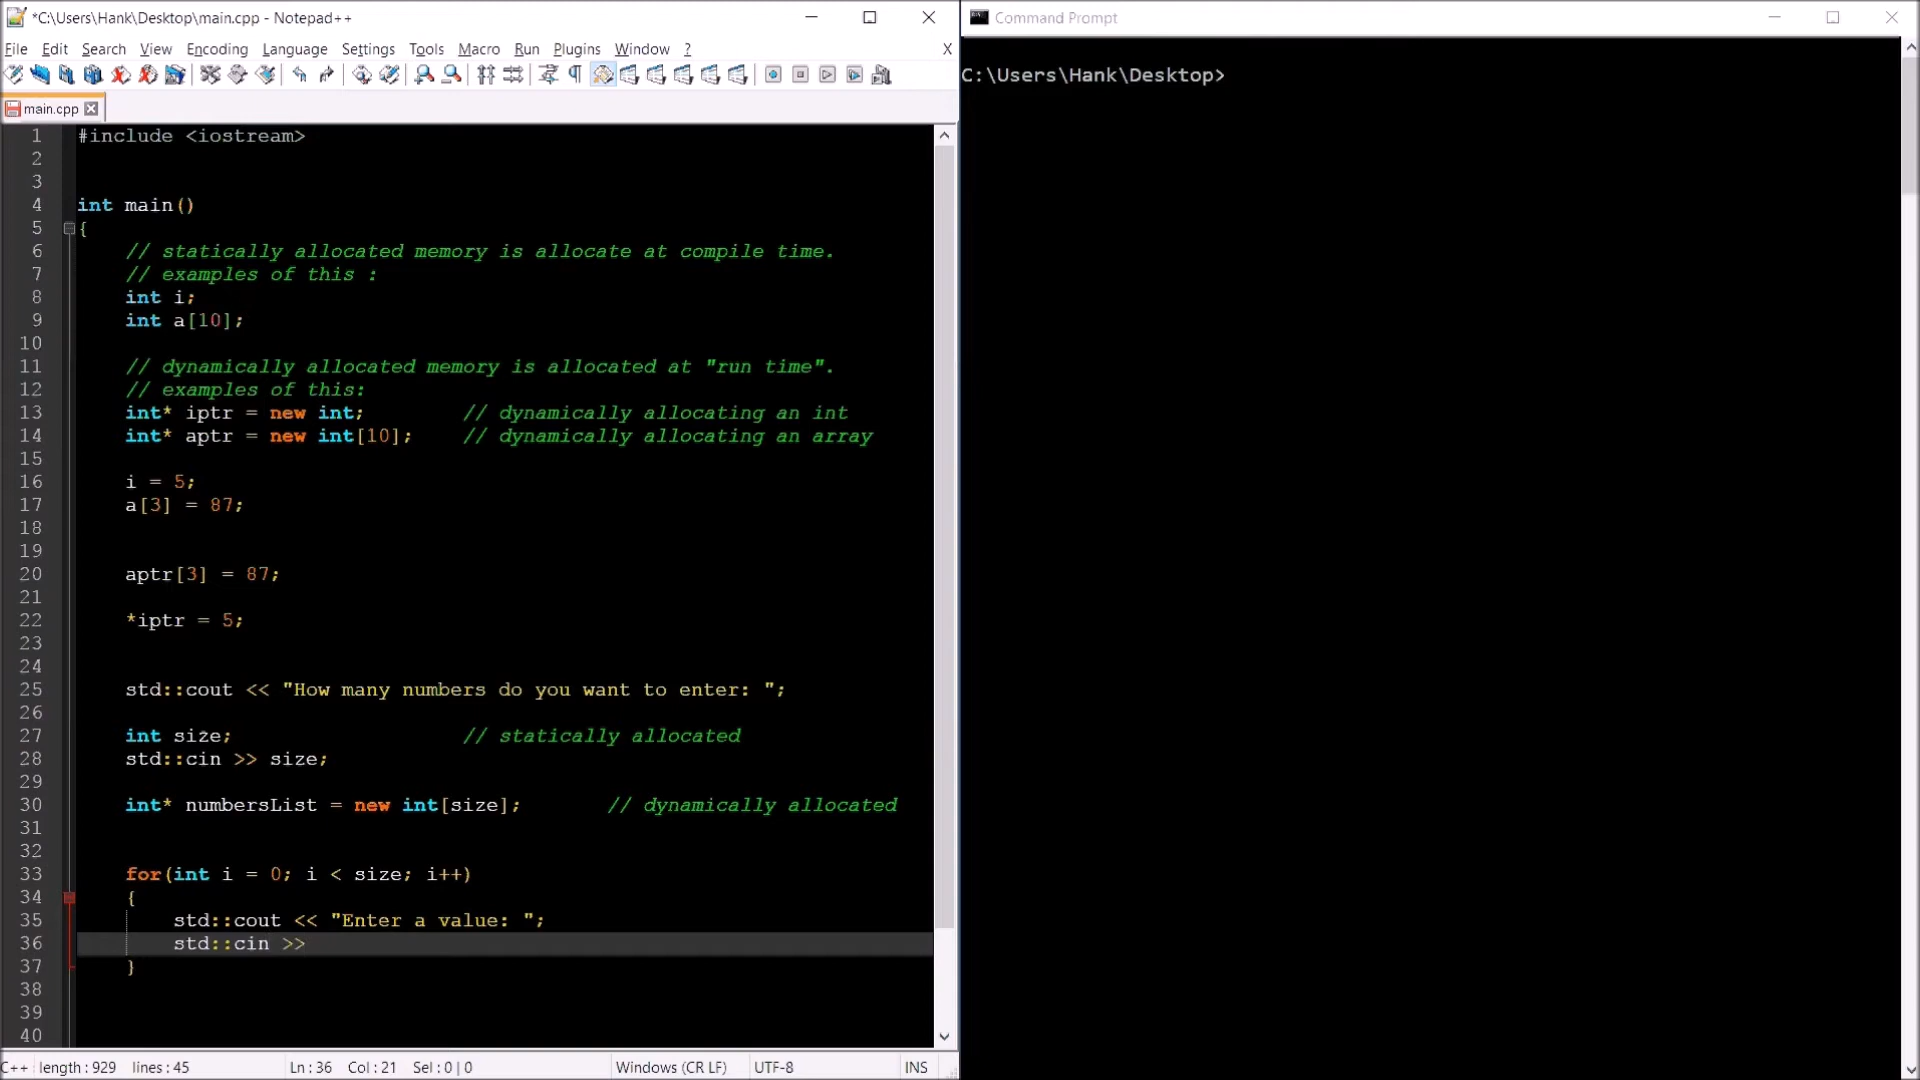 *C:\Users\Hank\Desktop\main.cpp - Notepad++
File Edit Search View Encoding Language Settings Tools Macro Run Plugins Window ? X
main.cpp
1 #include <iostream>
2
3
4 int main()
5 {
6 // statically allocated memory is allocate at compile time.
7 // examples of this :
8 int i;
9 int a[10];
10
11 // dynamically allocated memory is allocated at "run time".
12 // examples of this:
13 int* iptr = new int; // dynamically allocating an int
14 int* aptr = new int[10]; // dynamically allocating an array
15
16 i = 5;
17 a[3] = 87;
18
19
20 aptr[3] = 87;
21
22 *iptr = 5;
23
24
25 std::cout << "How many numbers do you want to enter: ";
26
27 int size; // statically allocated
28 std::cin >> size;
29
30 int* numbersList = new int[size]; // dynamically allocated
31
32
33 for(int i = 0; i < size; i++)
34 {
35 std::cout << "Enter a value: ";
36 std::cin >>
37 }
38
39
40
C++ length : 929 lines : 45 Ln : 36 Col : 21 Sel : 0 | 0 Windows (CR LF) UTF-8 INS
Command Prompt
C:\Users\Hank\Desktop>